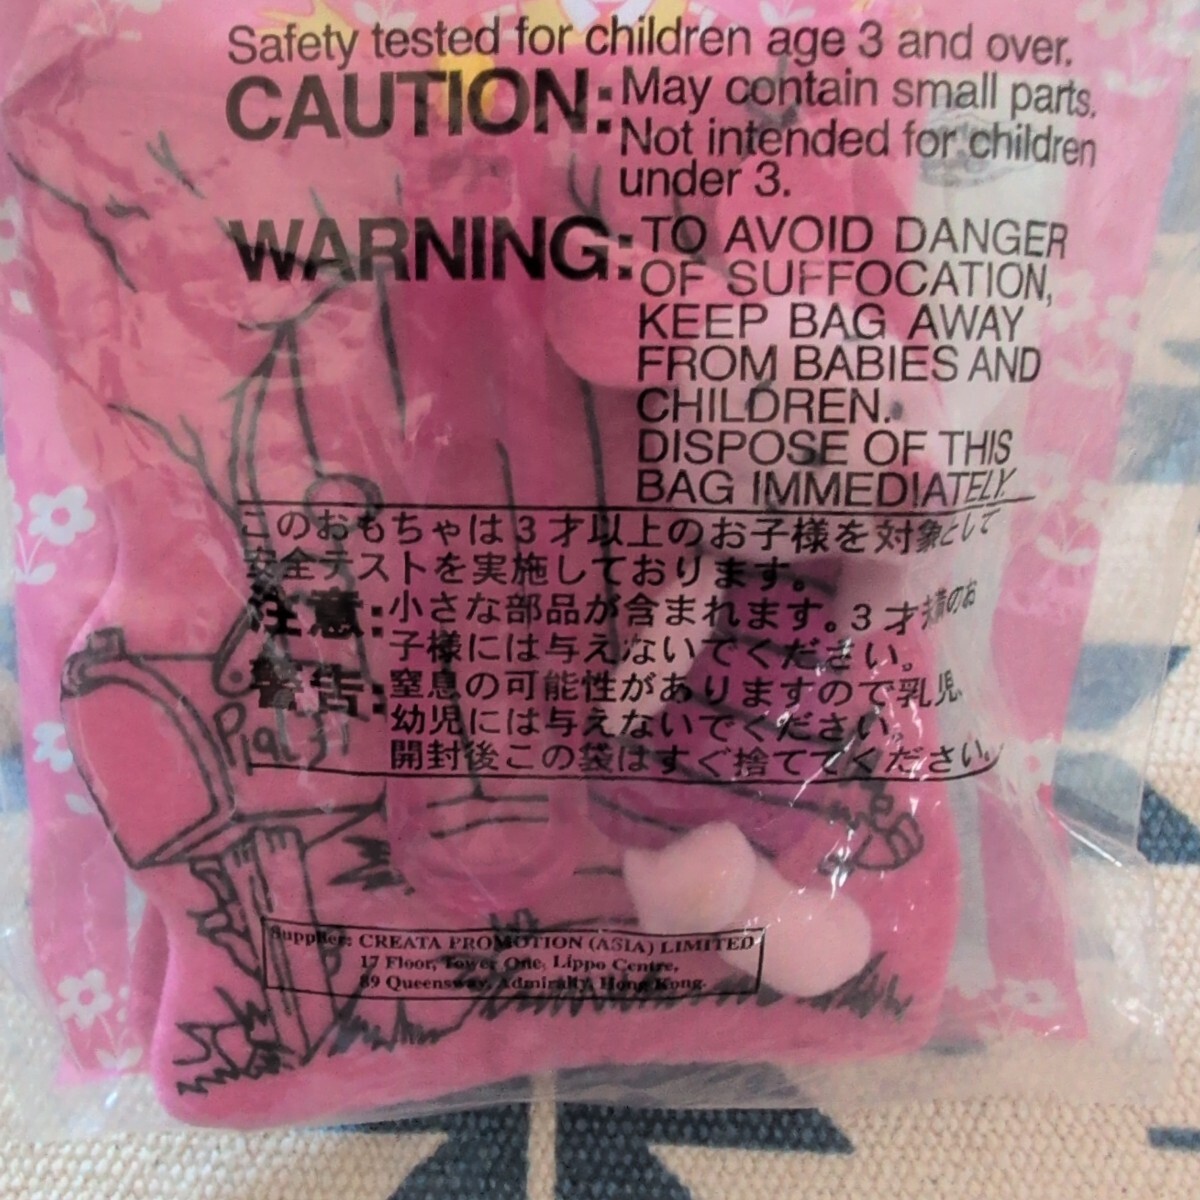 Safety tested for children age 3 and over.
CAUTION: May contain small parts.
Not intended for children
under 3.
WARNING: TO AVOID DANGER
OF SUFFOCATION,
KEEP BAG AWAY
FROM BABIES AND
CHILDREN.
DISPOSE OF THIS
BAG IMMEDIATELY.
このおもちゃは3才以上のお子様を対象として
安全テストを実施しております。
注意:小さな部品が含まれます。3才未満のお
子様には与えないでください。
警告:窒息の可能性がありますので乳児、
幼児には与えないでください。
開封後この袋はすぐ捨ててください。
Piglet
Supplier: CREATA PROMOTION (ASIA) LIMITED
17 Floor, Tower One, Lippo Centre,
89 Queensway, Admiralty, Hong Kong.